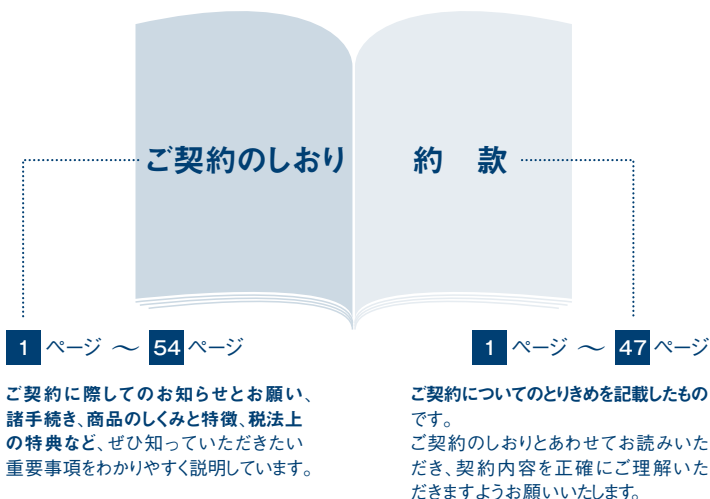 ご契約のしおり
約 款
1 ページ ～ 54 ページ
ご契約に際してのお知らせとお願い、
諸手続き、商品のしくみと特徴、税法上
の特典など、ぜひ知っていただきたい
重要事項をわかりやすく説明しています。
1 ページ ～ 47 ページ
ご契約についてのとりきめを記載したもの
です。
ご契約のしおりとあわせてお読みいた
だき、契約内容を正確にご理解いた
だきますようお願いいたします。